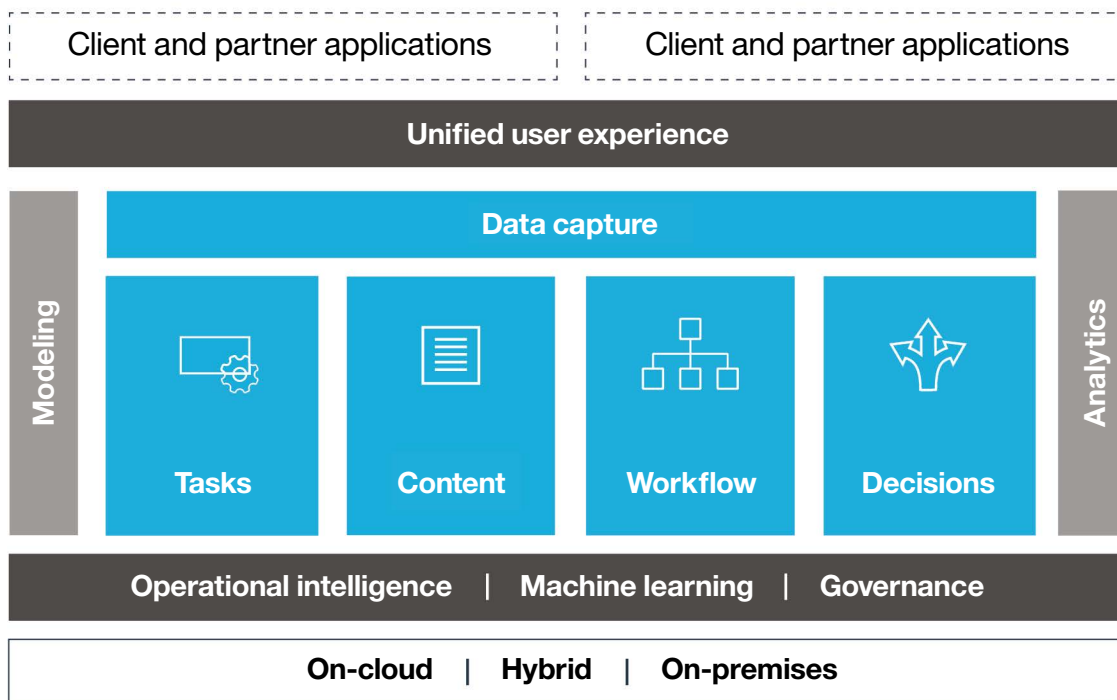 Client and partner applications
Client and partner applications
Unified user experience
Modeling
Data capture
Analytics
Tasks
Content
Workflow
Decisions
Operational intelligence | Machine learning | Governance
On-cloud | Hybrid | On-premises